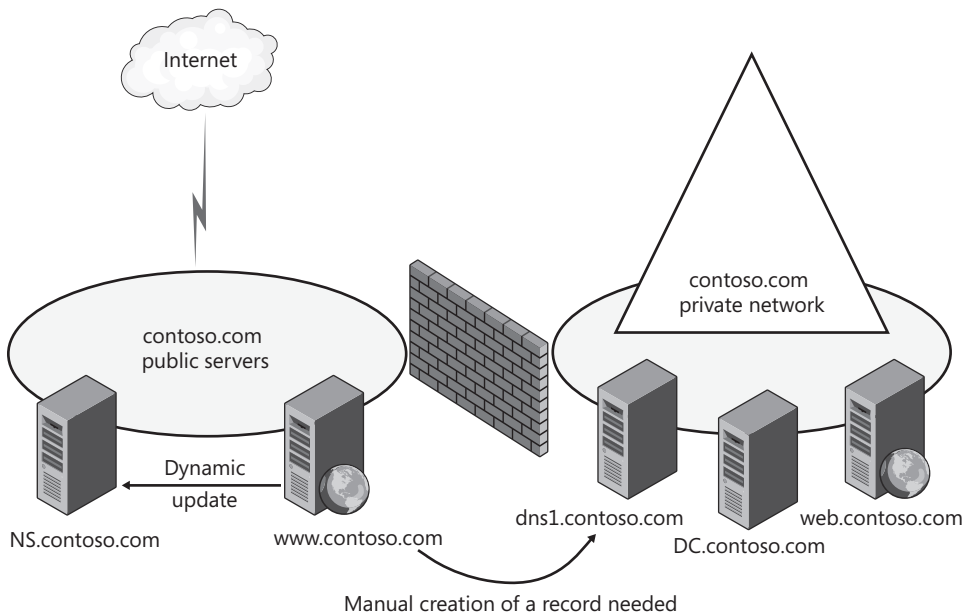 Internet
contoso.com
public servers
contoso.com
private network
Dynamic
update
NS.contoso.com
www.contoso.com
dns1.contoso.com
DC.contoso.com
web.contoso.com
Manual creation of a record needed